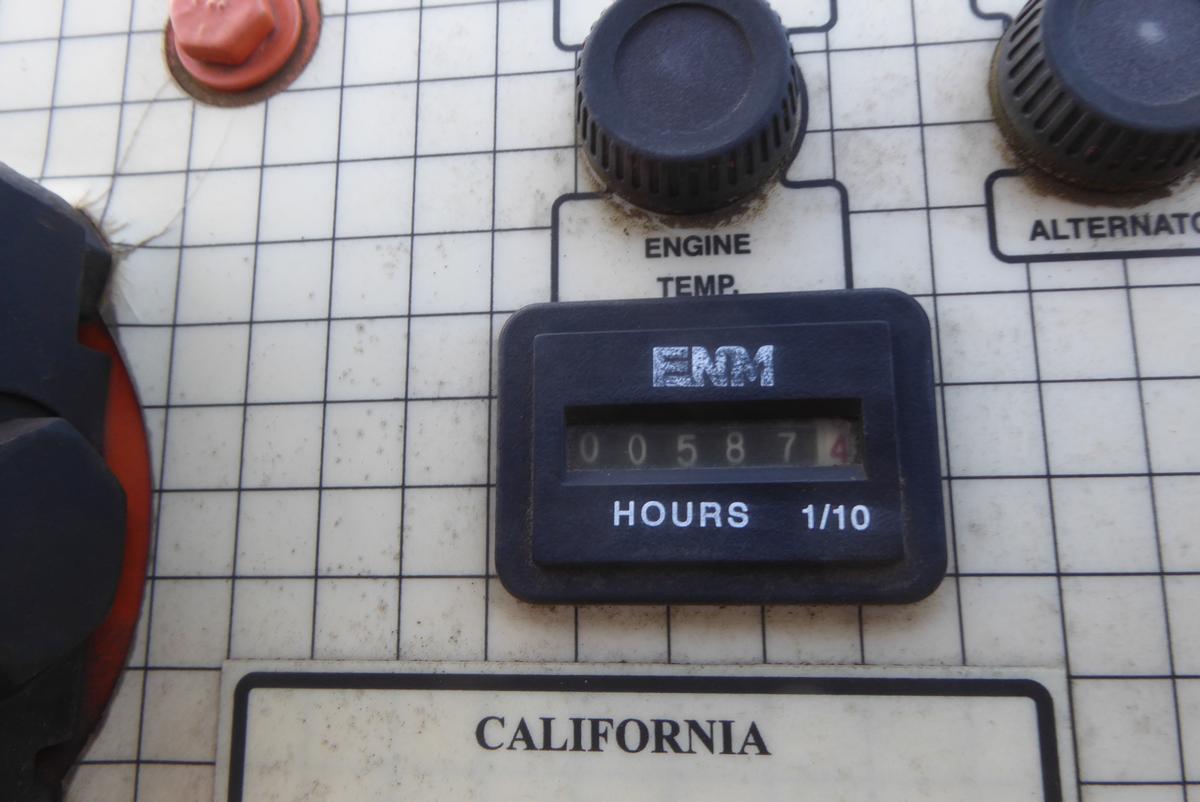 ENGINE
TEMP.
ALTERNATO
ENM
005874
HOURS 1/10
CALIFORNIA